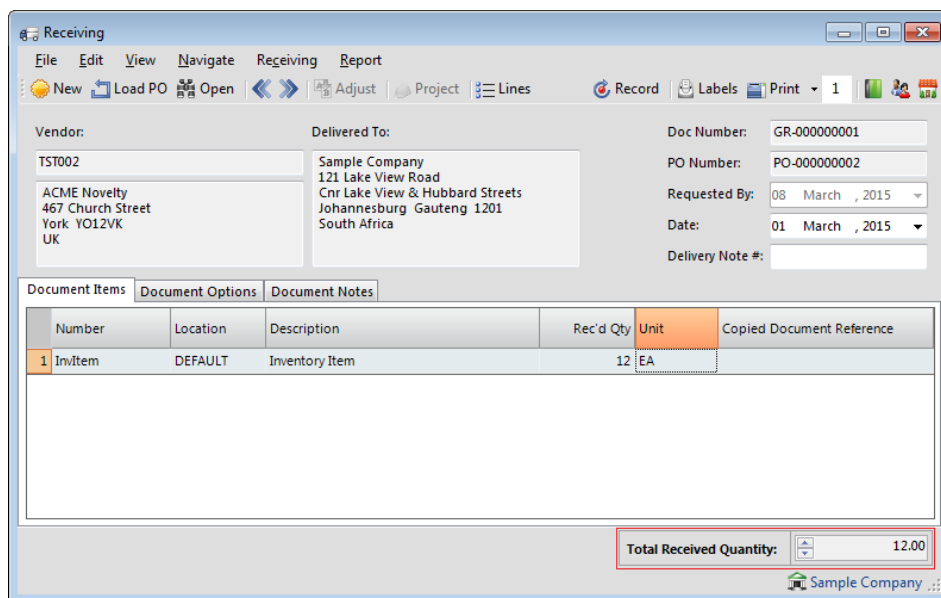 Receiving
File Edit View Navigate Receiving Report
New Load PO Open Adjust Project Lines Record Labels Print 1
Vendor: Delivered To: Doc Number: GR-000000001
TST002 Sample Company PO Number: PO-000000002
121 Lake View Road
ACME Novelty Cnr Lake View & Hubbard Streets Requested By: 08 March , 2015
467 Church Street Johannesburg Gauteng 1201
York YO12VK South Africa Date: 01 March , 2015
UK
Delivery Note #:
Document Items Document Options Document Notes
Number Location Description Rec'd Qty Unit Copied Document Reference
1 InvItem DEFAULT Inventory Item 12 EA
Total Received Quantity: 12.00
Sample Company